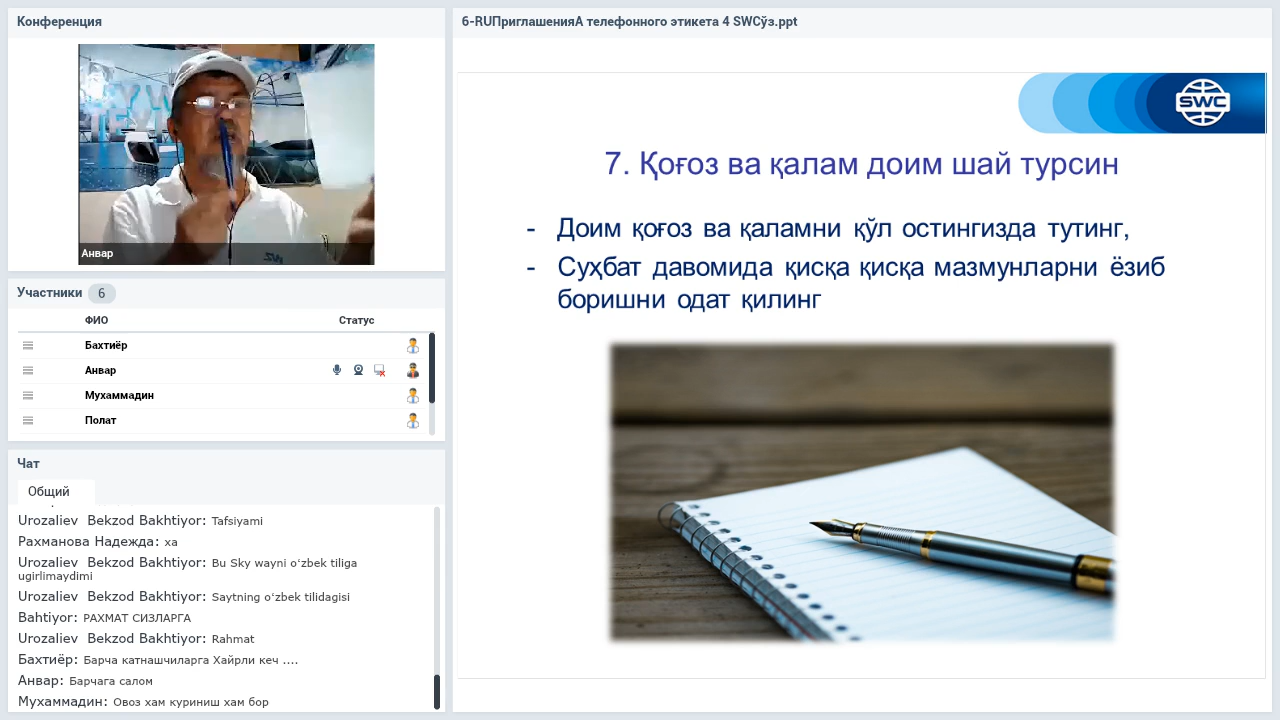 Конференция
Анвар
Участники 6
ФИО Статус
Бахтиёр
Анвар
Мухаммадин
Полат
Чат
Общий
Urozaliev Bekzod Bakhtiyor: Tafsiyami
Рахманова Надежда: ха
Urozaliev Bekzod Bakhtiyor: Bu Sky wayni o‘zbek tiliga
ugirlimaydimi
Urozaliev Bekzod Bakhtiyor: Saytning o‘zbek tilidagisi
Bahtiyor: РАХМАТ СИЗЛАРГА
Urozaliev Bekzod Bakhtiyor: Rahmat
Бахтиёр: Барча катнашчиларга Хайрли кеч ....
Анвар: Барчага салом
Мухаммадин: Овоз хам куриниш хам бор
6-RUПриглашенияА телефонного этикета 4 SWCўз.ppt
SWC
7. Қоғоз ва қалам доим шай турсин
- Доим қоғоз ва қаламни қўл остингизда тутинг,
- Суҳбат давомида қисқа қисқа мазмунларни ёзиб
боришни одат қилинг